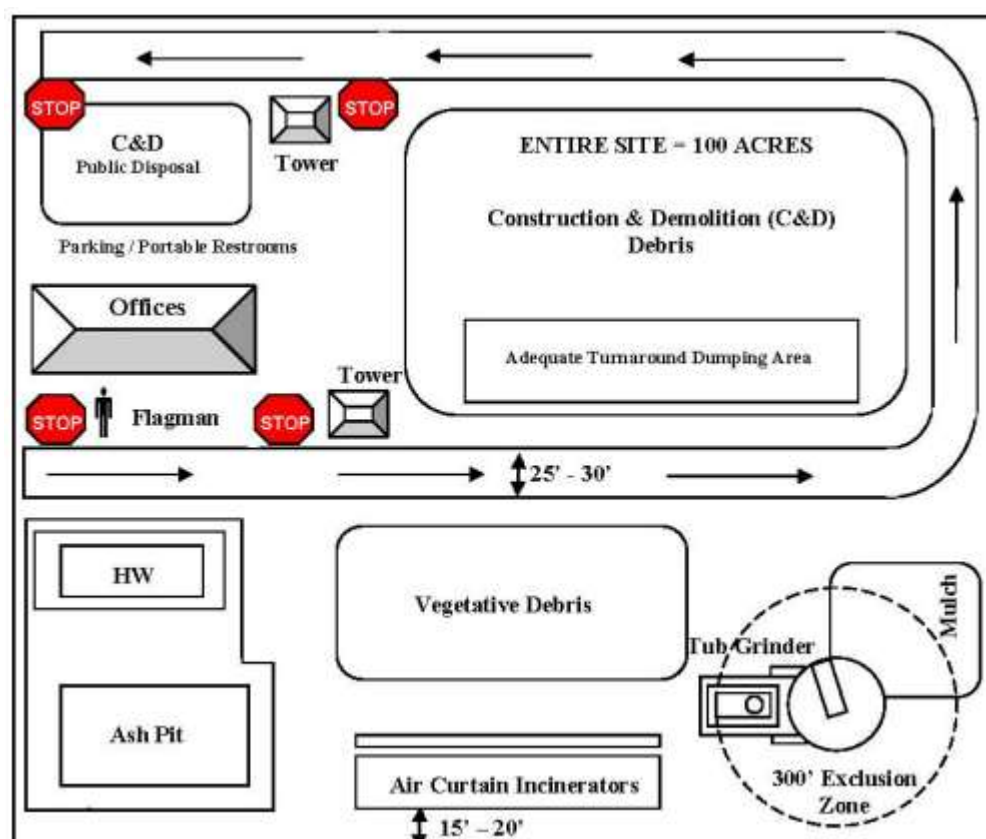 STOP
STOP
C&D
Public Disposal
Tower
ENTIRE SITE = 100 ACRES
Construction & Demolition (C&D)
Debris
Parking / Portable Restrooms
Offices
Adequate Turnaround Dumping Area
Tower
STOP
Flagman
STOP
25' - 30'
HW
Vegetative Debris
Mulch
Tub Grinder
Ash Pit
Air Curtain Incinerators
300' Exclusion
Zone
15' – 20'